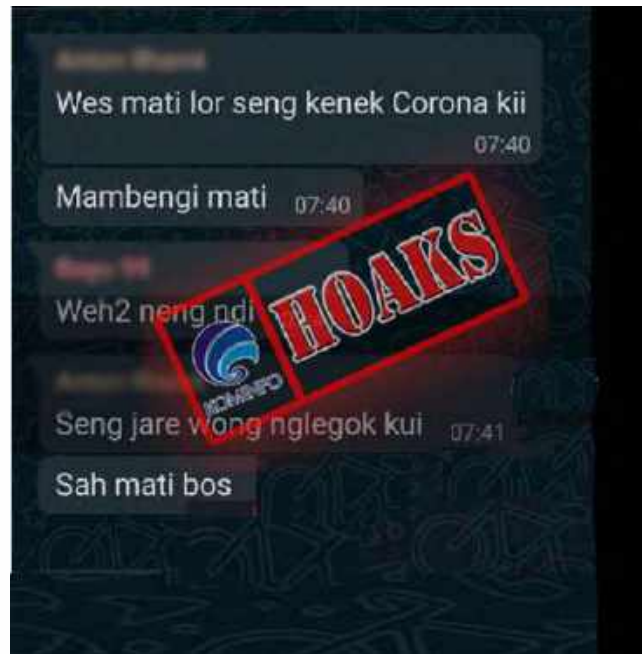 Wes mati lor seng kenek Corona kii
07:40
Mambengi mati 07:40
Weh2 neng ndi
HOAKS
KOMINFO
Seng jare wong nglegok kui 07:41
Sah mati bos